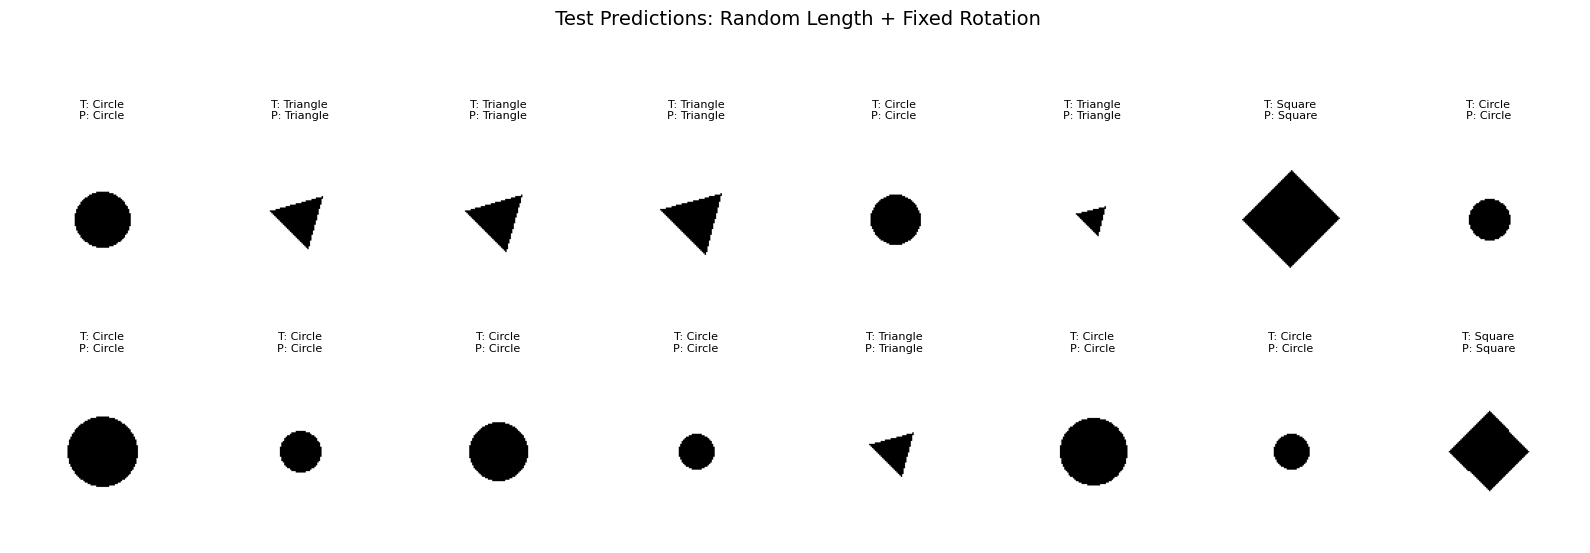 Test Predictions: Random Length + Fixed Rotation
T: Circle
P: Circle
T: Triangle
P: Triangle
T: Triangle
P: Triangle
T: Triangle
P: Triangle
T: Circle
P: Circle
T: Triangle
P: Triangle
T: Square
P: Square
T: Circle
P: Circle
T: Circle
P: Circle
T: Circle
P: Circle
T: Circle
P: Circle
T: Circle
P: Circle
T: Triangle
P: Triangle
T: Circle
P: Circle
T: Circle
P: Circle
T: Square
P: Square